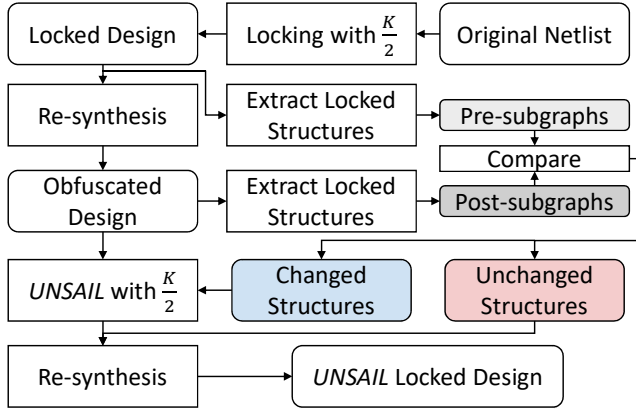 Locked Design
Locking with K/2
Original Netlist
Re-synthesis
Extract Locked
Structures
Pre-subgraphs
Compare
Obfuscated
Design
Extract Locked
Structures
Post-subgraphs
UNSAIL with K/2
Changed
Structures
Unchanged
Structures
Re-synthesis
UNSAIL Locked Design